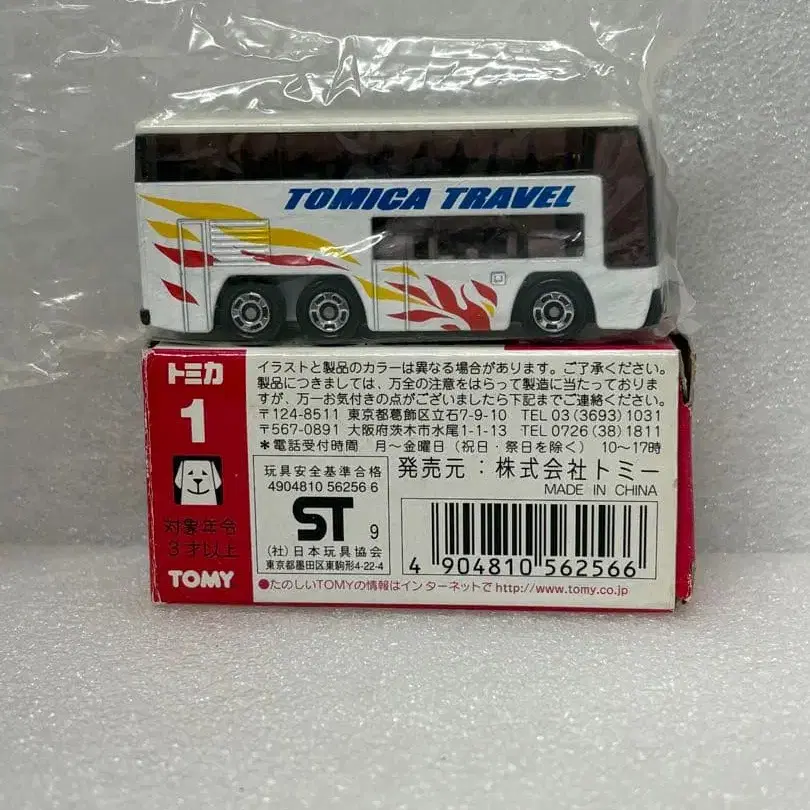 TOMICA TRAVEL
トミカ
1
対象年令
3才以上
TOMY
イラストと製品のカラーは異なる場合があります。ご了承ください。
製品につきましては、万全の注意をはらって製造に当たっておりま
すが、万一お気付きの点がございましたら下記までご連絡ください。
〒124-8511 東京都葛飾区立石7-9-10 TEL 03(3693)1031
〒567-0891 大阪府茨木市水尾1-1-13 TEL 0726(38)1811
*電話受付時間 月〜金曜日(祝日・祭日を除く) 10〜17時
玩具安全基準合格
4904810 56256 6
ST 9
(社)日本玩具協会
東京都墨田区東駒形4-22-4
発売元:株式会社トミー
MADE IN CHINA
4 904810 562566
●たのしいTOMYの情報はインターネットで http://www.tomy.co.jp